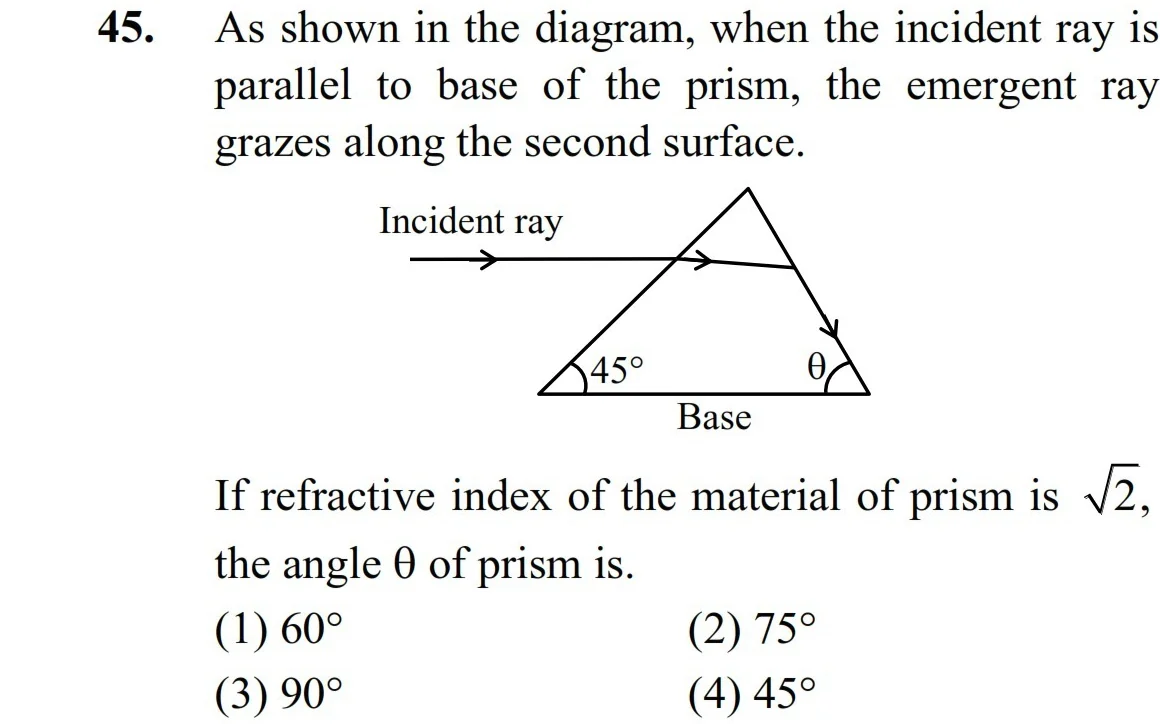 45. As shown in the diagram, when the incident ray is
parallel to base of the prism, the emergent ray
grazes along the second surface.
Incident ray
45° θ
Base
If refractive index of the material of prism is √2,
the angle θ of prism is.
(1) 60° (2) 75°
(3) 90° (4) 45°